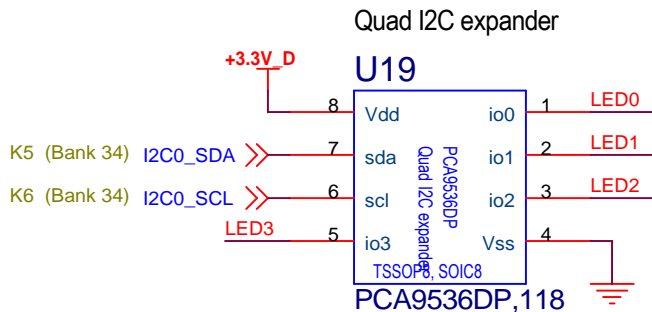 Quad I2C expander
+3.3V_D
U19
8 Vdd io0 1 LED0
K5 (Bank 34) I2C0_SDA 7 sda io1 2 LED1
K6 (Bank 34) I2C0_SCL 6 scl io2 3 LED2
LED3 5 io3 Vss 4
PCA9536DP
Quad I2C expander
TSSOP8, SOIC8
PCA9536DP,118